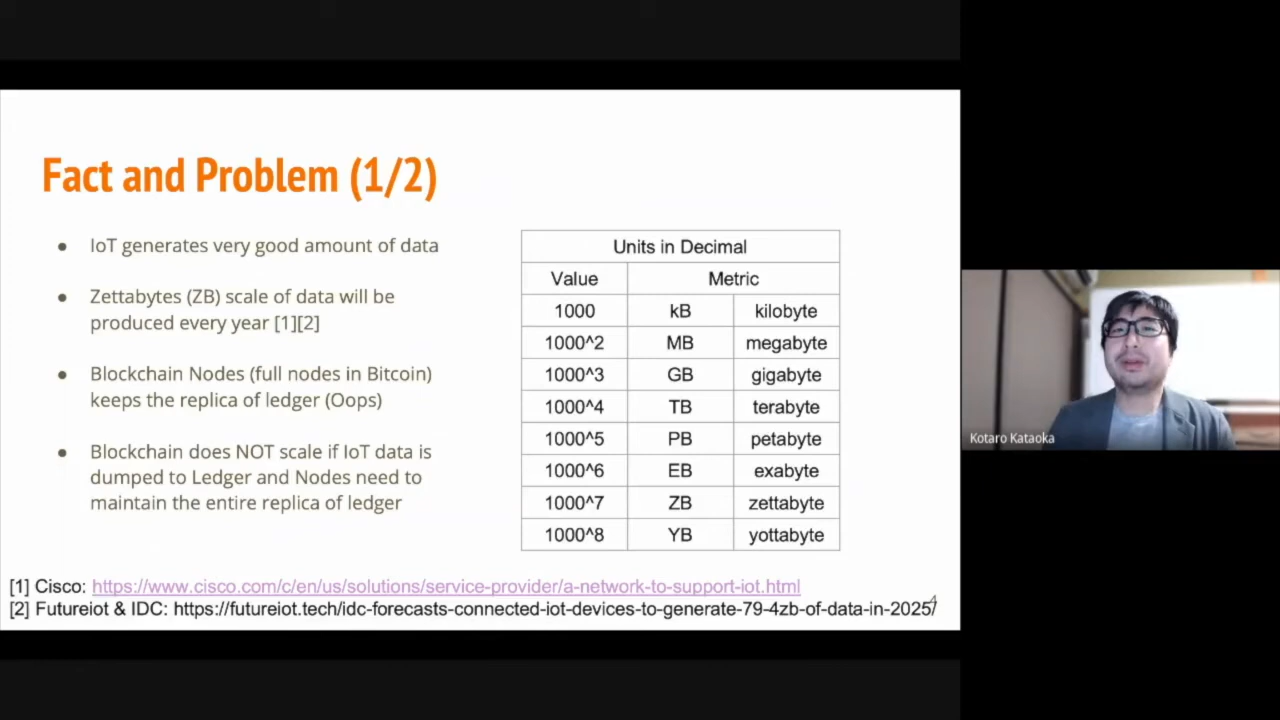 Fact and Problem (1/2)
● IoT generates very good amount of data
● Zettabytes (ZB) scale of data will be
produced every year [1][2]
● Blockchain Nodes (full nodes in Bitcoin)
keeps the replica of ledger (Oops)
● Blockchain does NOT scale if IoT data is
dumped to Ledger and Nodes need to
maintain the entire replica of ledger
Units in Decimal
Value Metric
1000 kB kilobyte
1000^2 MB megabyte
1000^3 GB gigabyte
1000^4 TB terabyte
1000^5 PB petabyte
1000^6 EB exabyte
1000^7 ZB zettabyte
1000^8 YB yottabyte
[1] Cisco: https://www.cisco.com/c/en/us/solutions/service-provider/a-network-to-support-iot.html
[2] Futureiot & IDC: https://futureiot.tech/idc-forecasts-connected-iot-devices-to-generate-79-4zb-of-data-in-2025/
4
Kotaro Kataoka